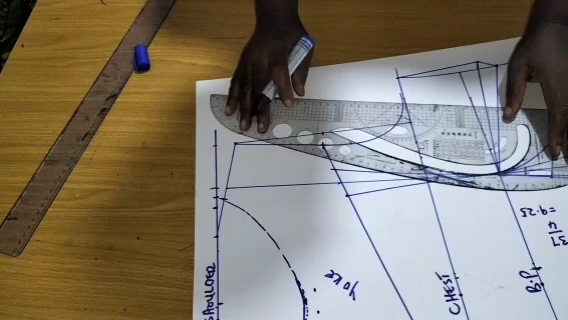 SHOULDER
YOKE
CHEST
B.P
= 9.25